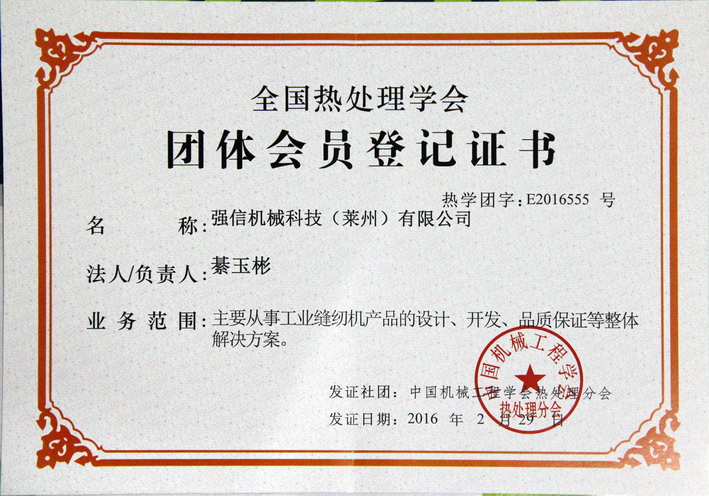 全国热处理学会
团体会员登记证书
热学团字:E2016555 号
名 称:强信机械科技（莱州）有限公司
法人/负责人:綦玉彬
业务范围:主要从事工业缝纫机产品的设计、开发、品质保证等整体
解决方案。
中国机械工程学会
热处理分会
发证社团: 中国机械工程学会热处理分会
发证日期: 2016 年 2 月 29 日